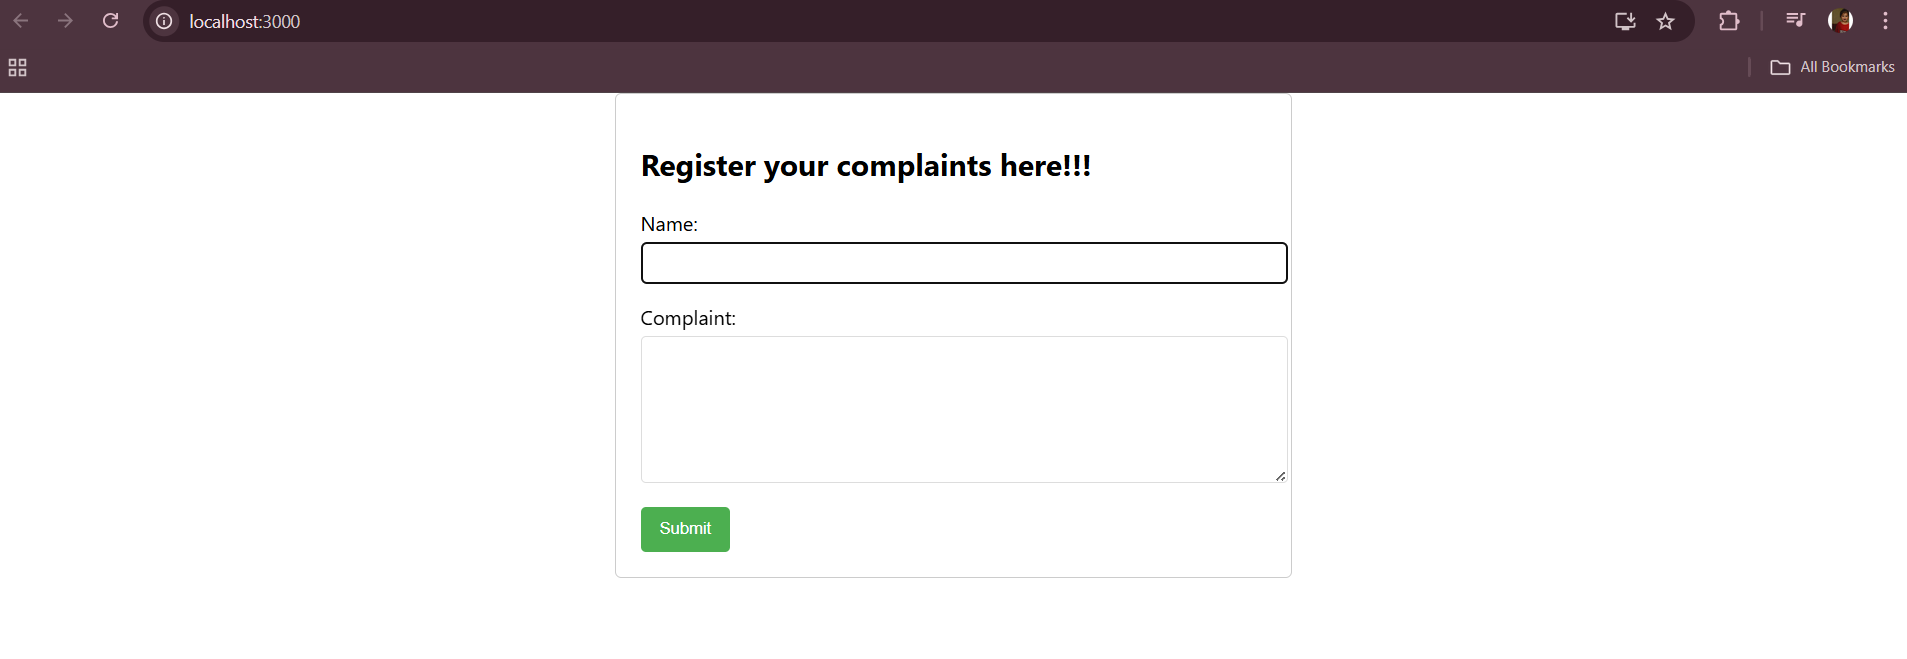 localhost:3000
All Bookmarks
Register your complaints here!!!
Name:
Complaint:
Submit